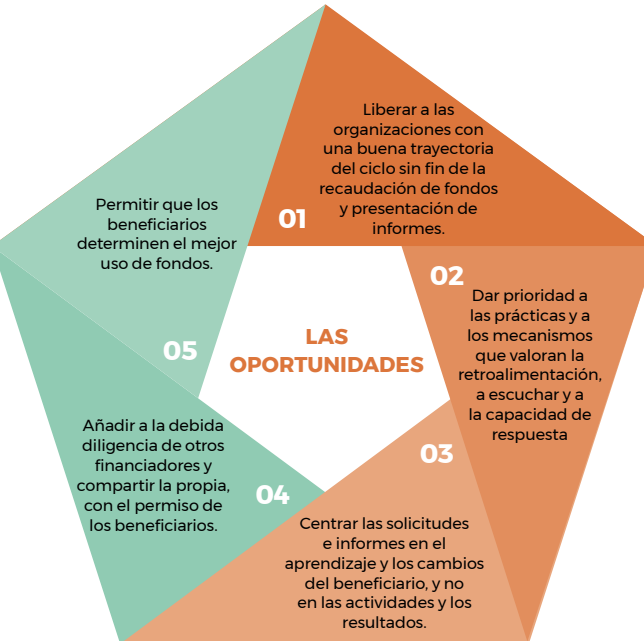 LAS
OPORTUNIDADES
01
Liberar a las
organizaciones con
una buena trayectoria
del ciclo sin fin de la
recaudación de fondos
y presentación de
informes.
02
Dar prioridad a
las prácticas y a
los mecanismos
que valoran la
retroalimentación,
a escuchar y a
la capacidad de
respuesta
03
Centrar las solicitudes
e informes en el
aprendizaje y los cambios
del beneficiario, y no
en las actividades y los
resultados.
04
Añadir a la debida
diligencia de otros
financiadores y
compartir la propia,
con el permiso de
los beneficiarios.
05
Permitir que los
beneficiarios
determinen el mejor
uso de fondos.